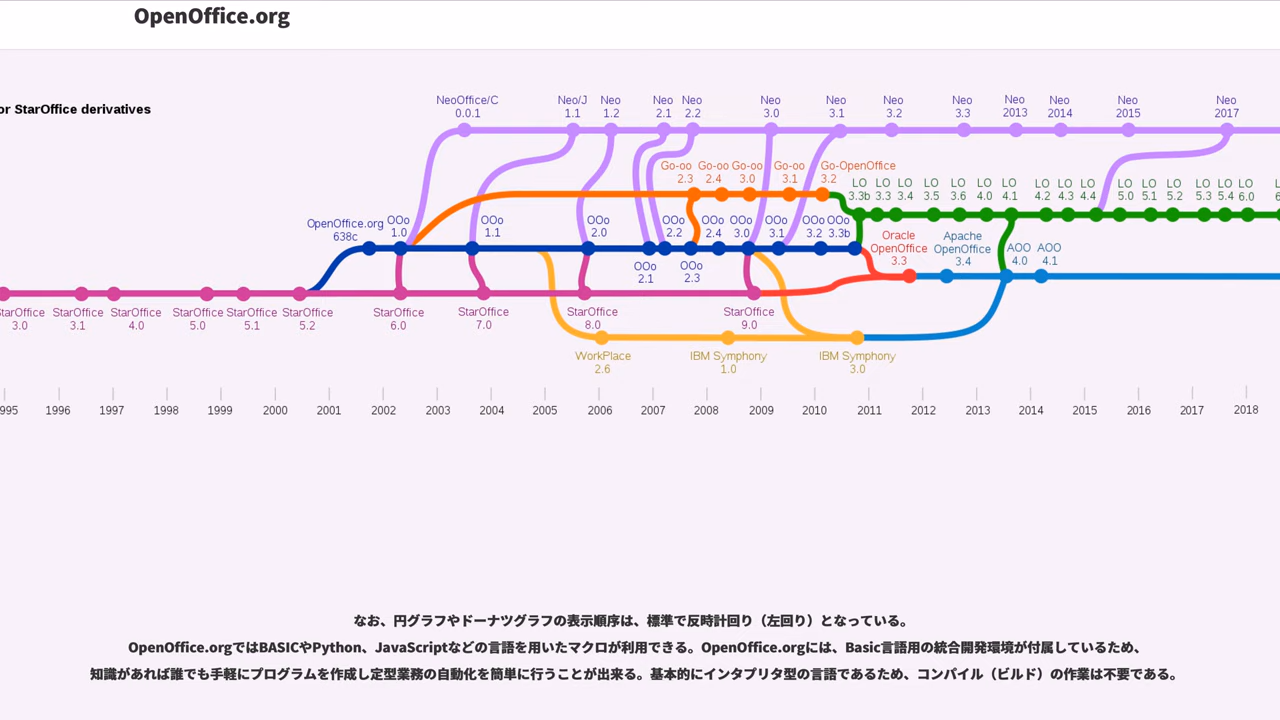 OpenOffice.org
or StarOffice derivatives
NeoOffice/C Neo/J Neo Neo Neo Neo Neo Neo Neo Neo Neo Neo Neo
0.0.1 1.1 1.2 2.1 2.2 3.0 3.1 3.2 3.3 2013 2014 2015 2017
Go-oo Go-oo Go-oo Go-oo Go-OpenOffice
2.3 2.4 3.0 3.1 3.2
LO LO LO LO LO LO LO LO LO LO LO LO LO LO LO LO
3.3b 3.3 3.4 3.5 3.6 4.0 4.1 4.2 4.3 4.4 5.0 5.1 5.2 5.3 5.4 6.0
OpenOffice.org OOo OOo OOo OOo OOo OOo OOo OOo OOo
638c 1.0 1.1 2.0 2.2 2.4 3.0 3.1 3.2 3.3b
Oracle
OpenOffice
3.3
Apache
OpenOffice
3.4
AOO AOO
4.0 4.1
OOo OOo
2.1 2.3
StarOffice StarOffice StarOffice StarOffice StarOffice StarOffice StarOffice StarOffice StarOffice StarOffice
3.0 3.1 4.0 5.0 5.1 5.2 6.0 7.0 8.0 9.0
WorkPlace IBM Symphony IBM Symphony
2.6 1.0 3.0
995 1996 1997 1998 1999 2000 2001 2002 2003 2004 2005 2006 2007 2008 2009 2010 2011 2012 2013 2014 2015 2016 2017 2018
なお、円グラフやドーナツグラフの表示順序は、標準で反時計回り（左回り）となっている。
OpenOffice.orgではBASICやPython、JavaScriptなどの言語を用いたマクロが利用できる。OpenOffice.orgには、Basic言語用の統合開発環境が付属しているため、
知識があれば誰でも手軽にプログラムを作成し定型業務の自動化を簡単に行うことが出来る。基本的にインタプリタ型の言語であるため、コンパイル（ビルド）の作業は不要である。